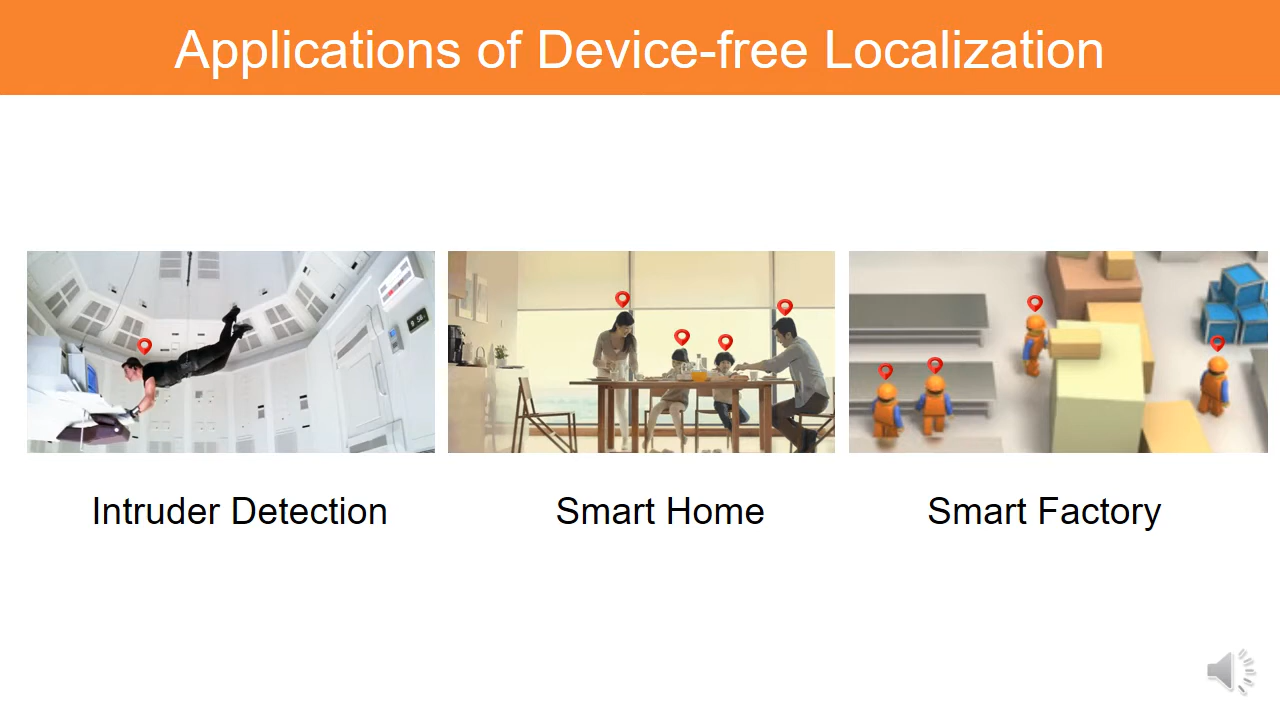 Applications of Device-free Localization
Intruder Detection
Smart Home
Smart Factory